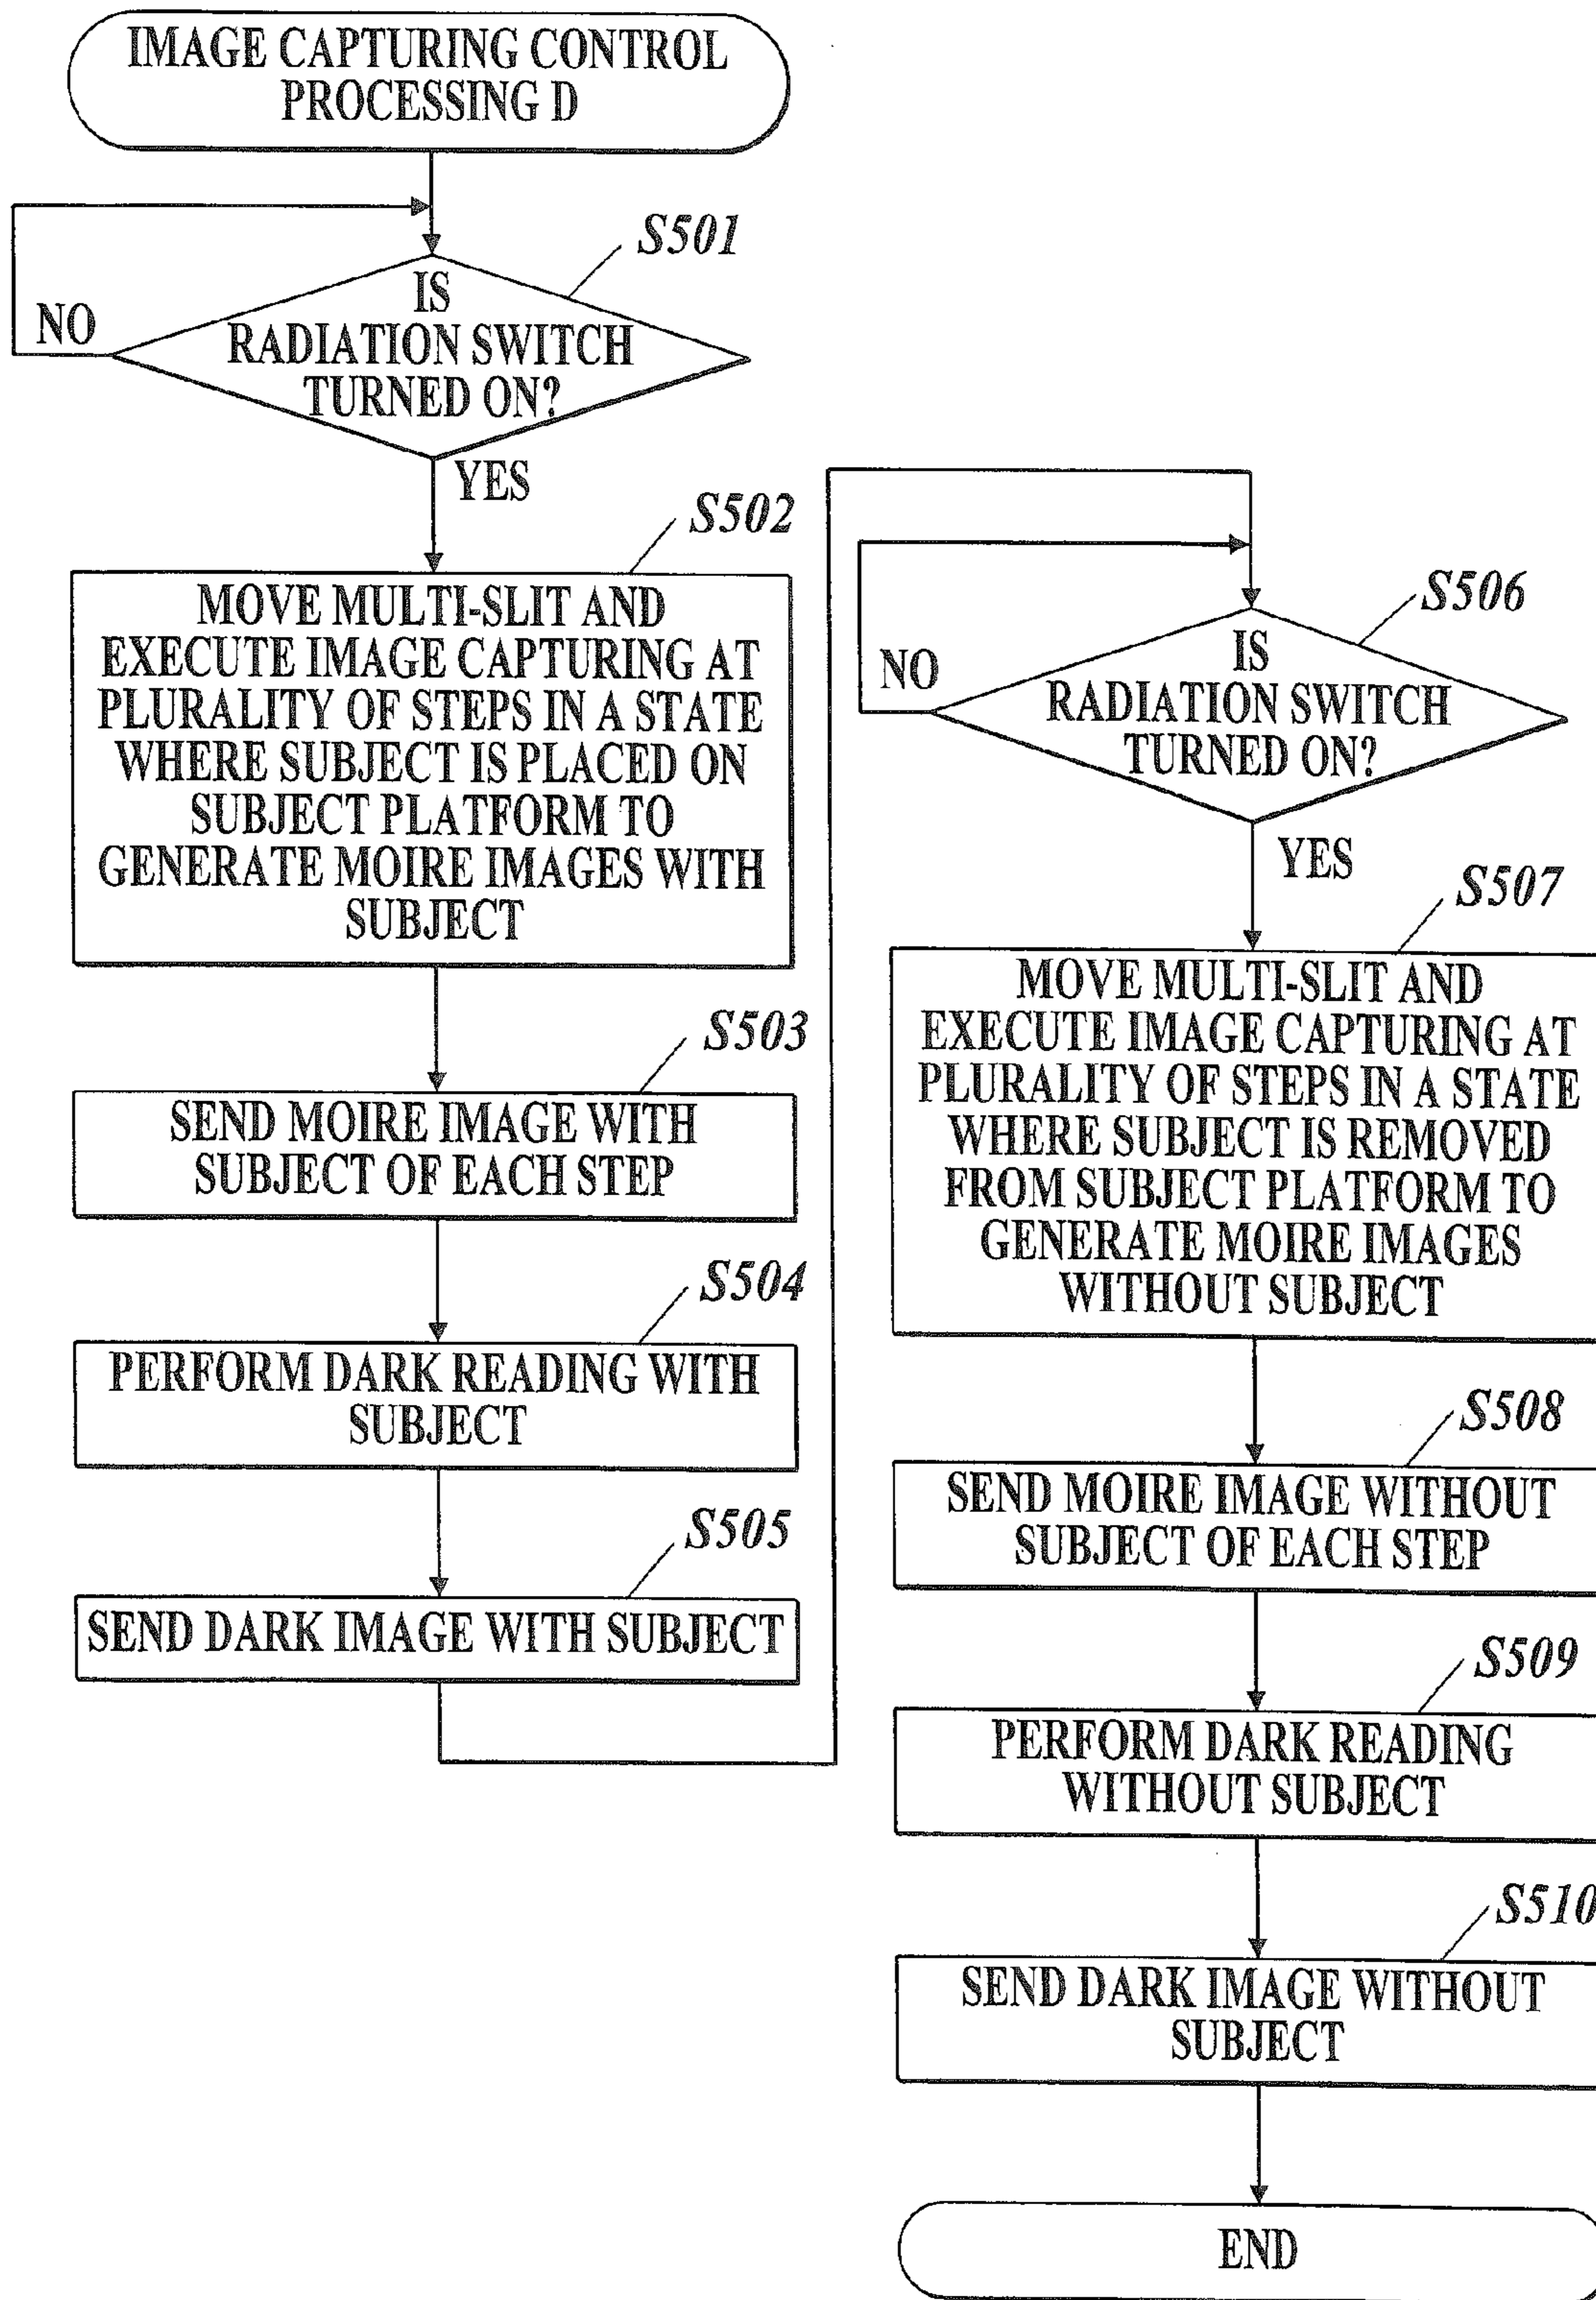 IMAGE CAPTURING CONTROL
PROCESSING D
S501
IS
RADIATION SWITCH
TURNED ON?
NO
YES
S502
MOVE MULTI-SLIT AND
EXECUTE IMAGE CAPTURING AT
PLURALITY OF STEPS IN A STATE
WHERE SUBJECT IS PLACED ON
SUBJECT PLATFORM TO
GENERATE MOIRE IMAGES WITH
SUBJECT
S503
SEND MOIRE IMAGE WITH
SUBJECT OF EACH STEP
S504
PERFORM DARK READING WITH
SUBJECT
S505
SEND DARK IMAGE WITH SUBJECT
S506
IS
RADIATION SWITCH
TURNED ON?
NO
YES
S507
MOVE MULTI-SLIT AND
EXECUTE IMAGE CAPTURING AT
PLURALITY OF STEPS IN A STATE
WHERE SUBJECT IS REMOVED
FROM SUBJECT PLATFORM TO
GENERATE MOIRE IMAGES
WITHOUT SUBJECT
S508
SEND MOIRE IMAGE WITHOUT
SUBJECT OF EACH STEP
S509
PERFORM DARK READING
WITHOUT SUBJECT
S510
SEND DARK IMAGE WITHOUT
SUBJECT
END